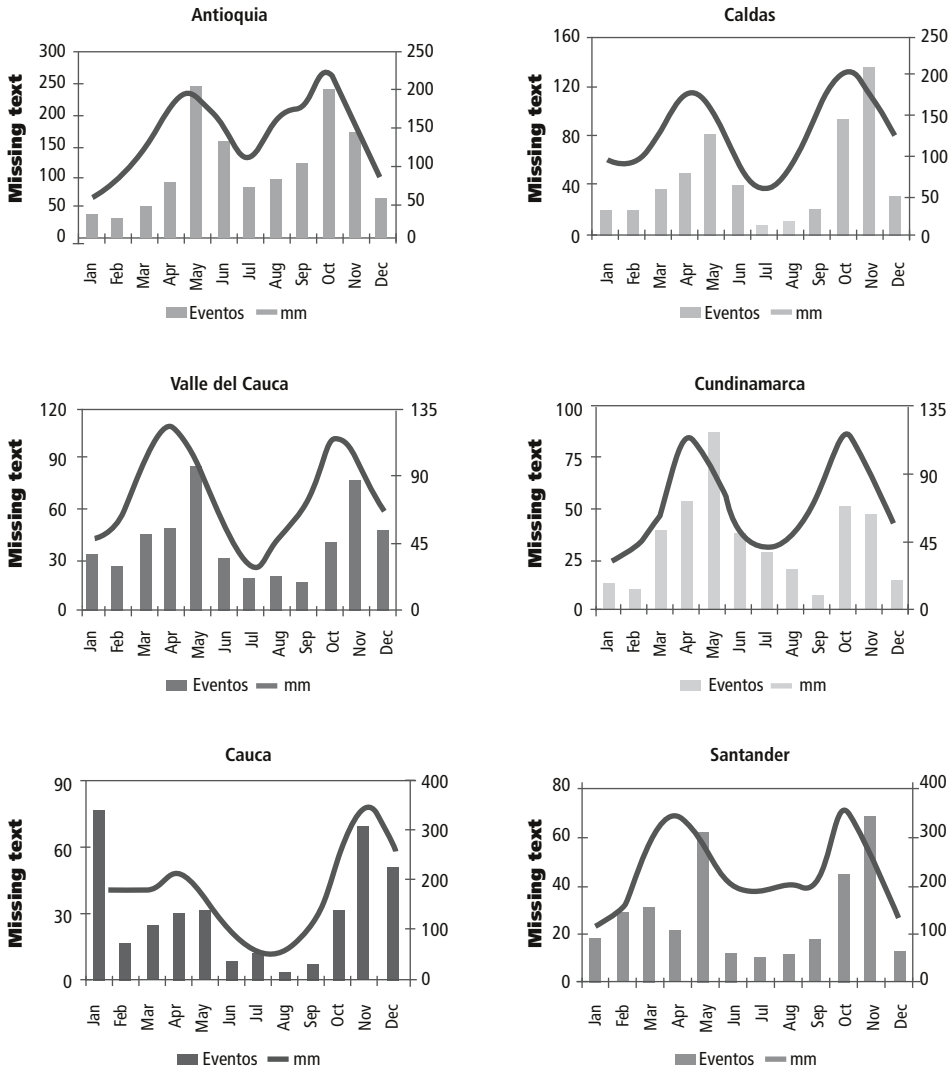 Antioquia
Missing text
300
250
200
150
100
50
0
250
200
150
100
50
0
Jan Feb Mar Apr May Jun Jul Aug Sep Oct Nov Dec
Eventos mm
Caldas
160
120
80
40
0
250
200
150
100
50
0
Jan Feb Mar Apr May Jun Jul Aug Sep Oct Nov Dec
Eventos mm
Valle del Cauca
Missing text
120
90
60
30
0
135
90
45
0
Jan Feb Mar Apr May Jun Jul Aug Sep Oct Nov Dec
Eventos mm
Cundinamarca
Missing text
100
75
50
25
0
135
90
45
0
Jan Feb Mar Apr May Jun Jul Aug Sep Oct Nov Dec
Eventos mm
Cauca
Missing text
90
60
30
0
400
300
200
100
0
Jan Feb Mar Apr May Jun Jul Aug Sep Oct Nov Dec
Eventos mm
Santander
Missing text
80
60
40
20
0
400
300
200
100
0
Jan Feb Mar Apr May Jun Jul Aug Sep Oct Nov Dec
Eventos mm